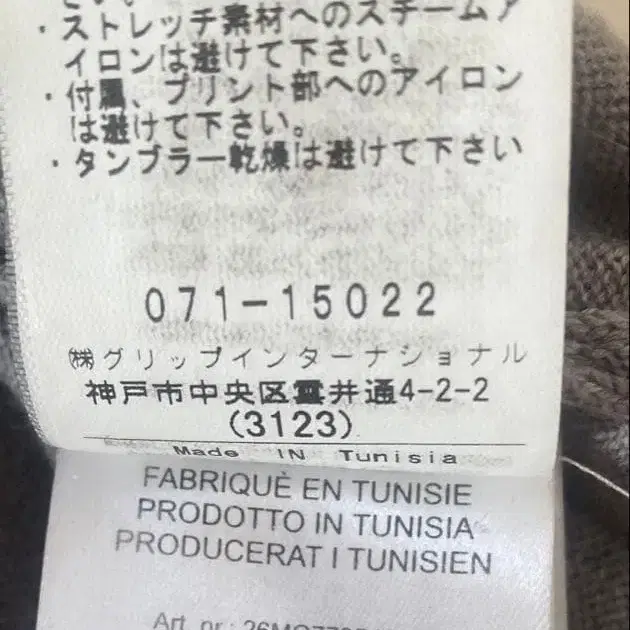 ・ストレッチ素材へのスチームア
イロンは避けて下さい。
・付属、プリント部へのアイロン
は避けて下さい。
・タンブラー乾燥は避けて下さい
071-15022
㈱グリップインターナショナル
神戸市中央区雲井通4-2-2
(3123)
Made IN Tunisia
FABRIQUÈ EN TUNISIE
PRODOTTO IN TUNISIA
PRODUCERAT I TUNISIEN
Art. nr.: